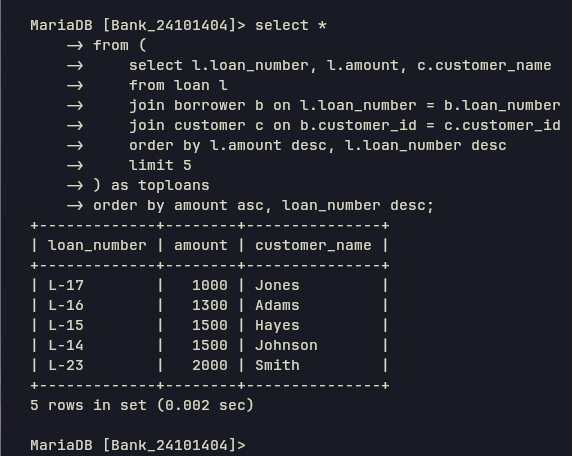 MariaDB [Bank_24101404]> select *
    -> from (
    ->     select l.loan_number, l.amount, c.customer_name
    ->     from loan l
    ->     join borrower b on l.loan_number = b.loan_number
    ->     join customer c on b.customer_id = c.customer_id
    ->     order by l.amount desc, l.loan_number desc
    ->     limit 5
    -> ) as toploans
    -> order by amount asc, loan_number desc;
+-------------+--------+---------------+
| loan_number | amount | customer_name |
+-------------+--------+---------------+
| L-17        |   1000 | Jones         |
| L-16        |   1300 | Adams         |
| L-15        |   1500 | Hayes         |
| L-14        |   1500 | Johnson       |
| L-23        |   2000 | Smith         |
+-------------+--------+---------------+
5 rows in set (0.002 sec)
MariaDB [Bank_24101404]>